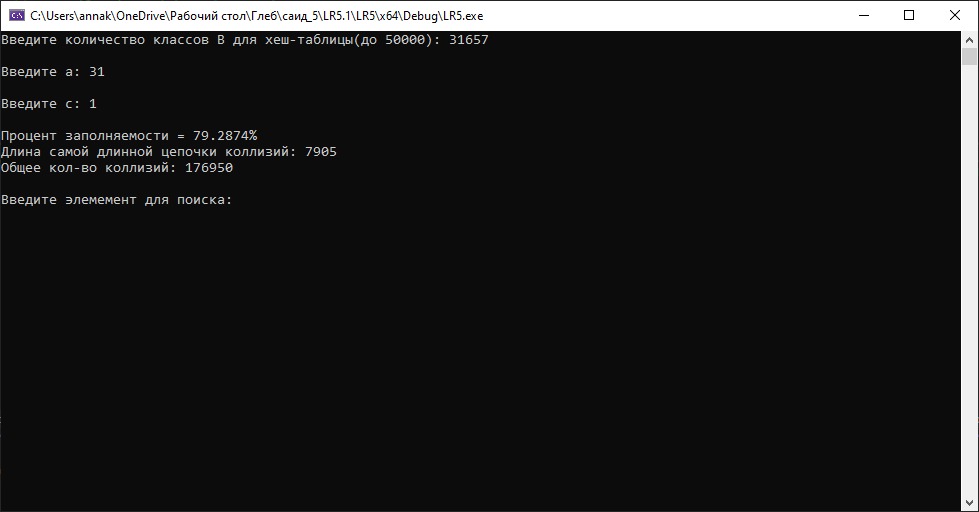 C:\Users\annak\OneDrive\Рабочий стол\Глеб\саид_5\LR5.1\LR5\x64\Debug\LR5.exe
Введите количество классов B для хеш-таблицы(до 50000): 31657
Введите a: 31
Введите c: 1
Процент заполняемости = 79.2874%
Длина самой длинной цепочки коллизий: 7905
Общее кол-во коллизий: 176950
Введите элемемент для поиска: